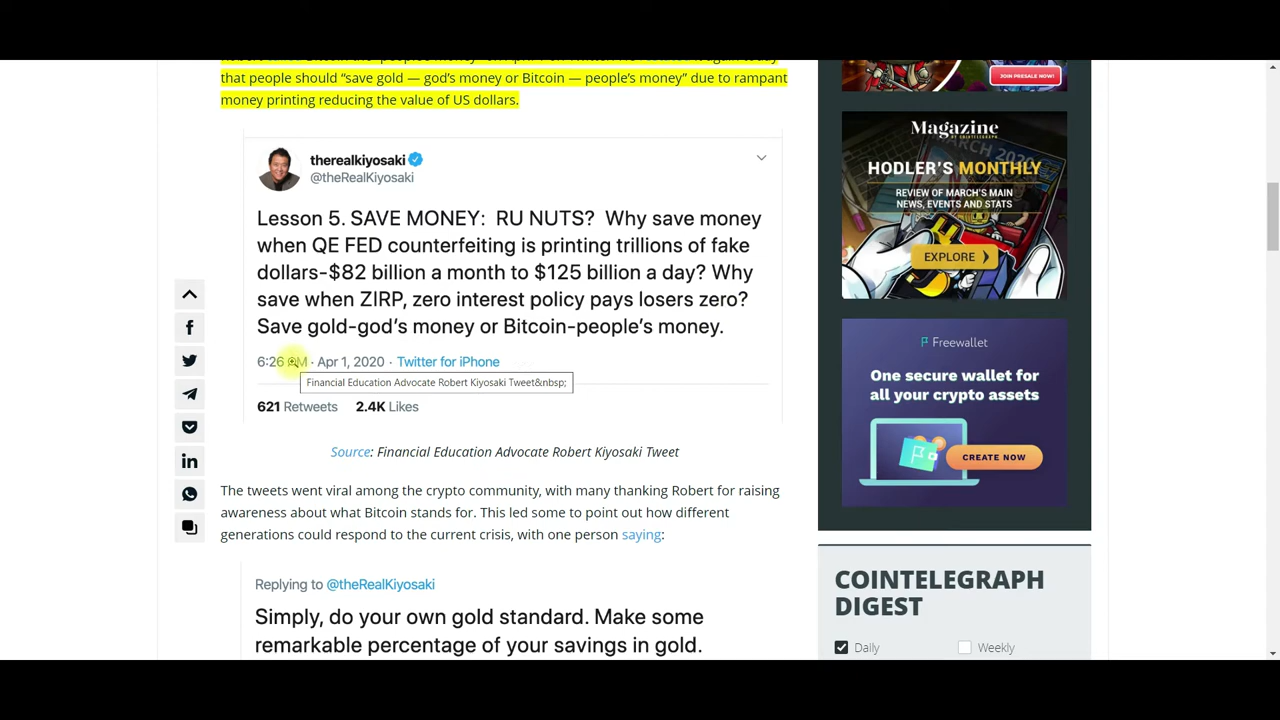 that people should “save gold — god’s money or Bitcoin — people’s money” due to rampant
money printing reducing the value of US dollars.
therealkiyosaki
@theRealKiyosaki
Lesson 5. SAVE MONEY: RU NUTS? Why save money
when QE FED counterfeiting is printing trillions of fake
dollars-$82 billion a month to $125 billion a day? Why
save when ZIRP, zero interest policy pays losers zero?
Save gold-god’s money or Bitcoin-people’s money.
6:26 PM · Apr 1, 2020 · Twitter for iPhone
Financial Education Advocate Robert Kiyosaki Tweet&nbsp;
621 Retweets 2.4K Likes
Source: Financial Education Advocate Robert Kiyosaki Tweet
The tweets went viral among the crypto community, with many thanking Robert for raising
awareness about what Bitcoin stands for. This led some to point out how different
generations could respond to the current crisis, with one person saying:
Replying to @theRealKiyosaki
Simply, do your own gold standard. Make some
remarkable percentage of your savings in gold.
JOIN PRESALE NOW!
Magazine
BY COINTELEGRAPH
MARCH 2020
HODLER’S MONTHLY
REVIEW OF MARCH’S MAIN
NEWS, EVENTS AND STATS
EXPLORE
Freewallet
One secure wallet for
all your crypto assets
CREATE NOW
COINTELEGRAPH
DIGEST
Daily Weekly